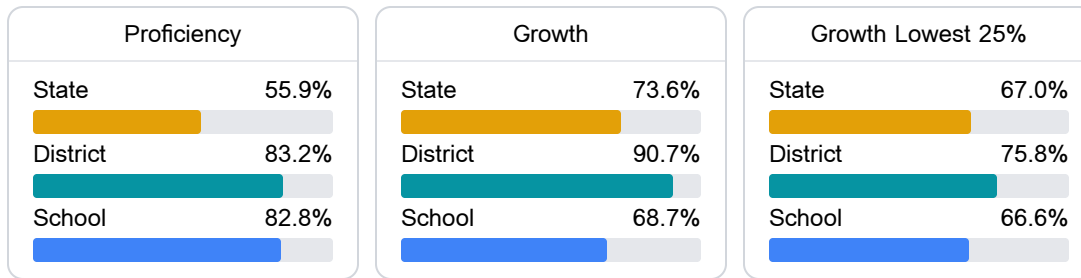 Proficiency
State 55.9%
District 83.2%
School 82.8%
Growth
State 73.6%
District 90.7%
School 68.7%
Growth Lowest 25%
State 67.0%
District 75.8%
School 66.6%